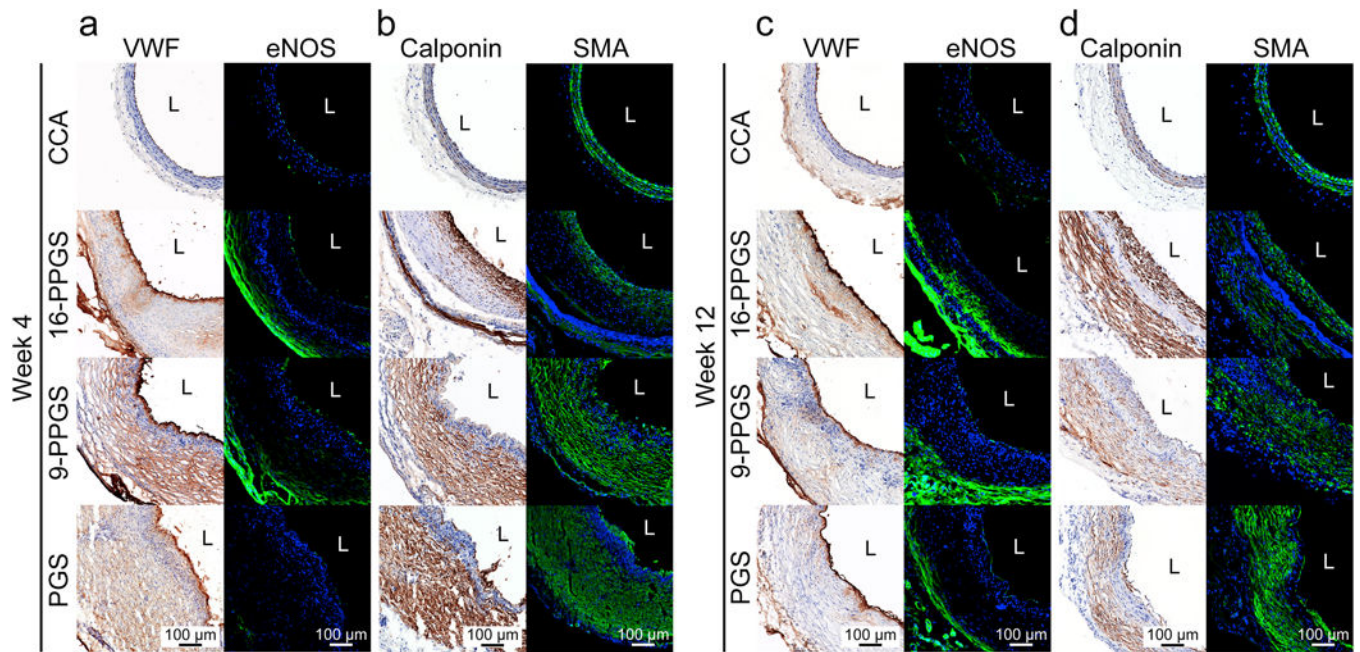 a b c d
VWF eNOS Calponin SMA VWF eNOS Calponin SMA
Week 4
CCA
L L L L
16-PPGS
L L L L
9-PPGS
L L L L
PGS
L L L L
100 µm 100 µm 100 µm 100 µm
Week 12
CCA
L L L L
16-PPGS
L L L L
9-PPGS
L L L L
PGS
L L L L
100 µm 100 µm 100 µm 100 µm